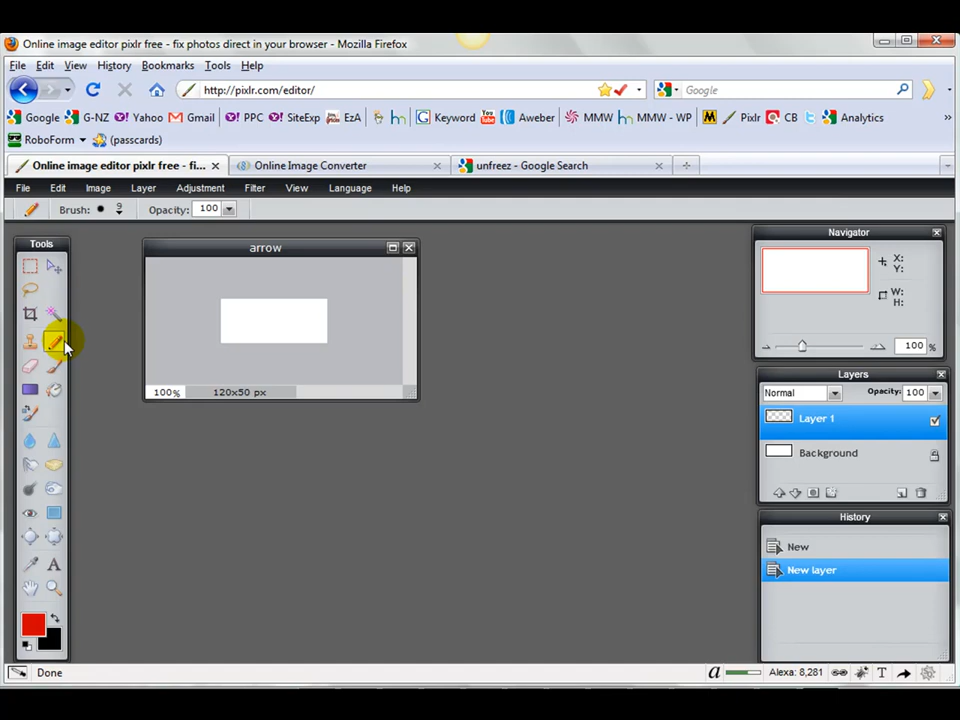 Online image editor pixlr free - fix photos direct in your browser - Mozilla Firefox
File Edit View History Bookmarks Tools Help
http://pixlr.com/editor/ Google
Google G-NZ Yahoo Gmail PPC SiteExp EzA Keyword Aweber MMW MMW - WP Pixlr CB Analytics »
RoboForm (passcards)
Online image editor pixlr free - fi... Online Image Converter unfreez - Google Search
File Edit Image Layer Adjustment Filter View Language Help
Brush: 9 Opacity: 100
Tools
arrow
100% 120x50 px
A
Navigator
X:
Y:
W:
H:
100 %
Layers
Normal Opacity: 100
Layer 1
Background
History
New
New layer
Done a Alexa: 8,281 T